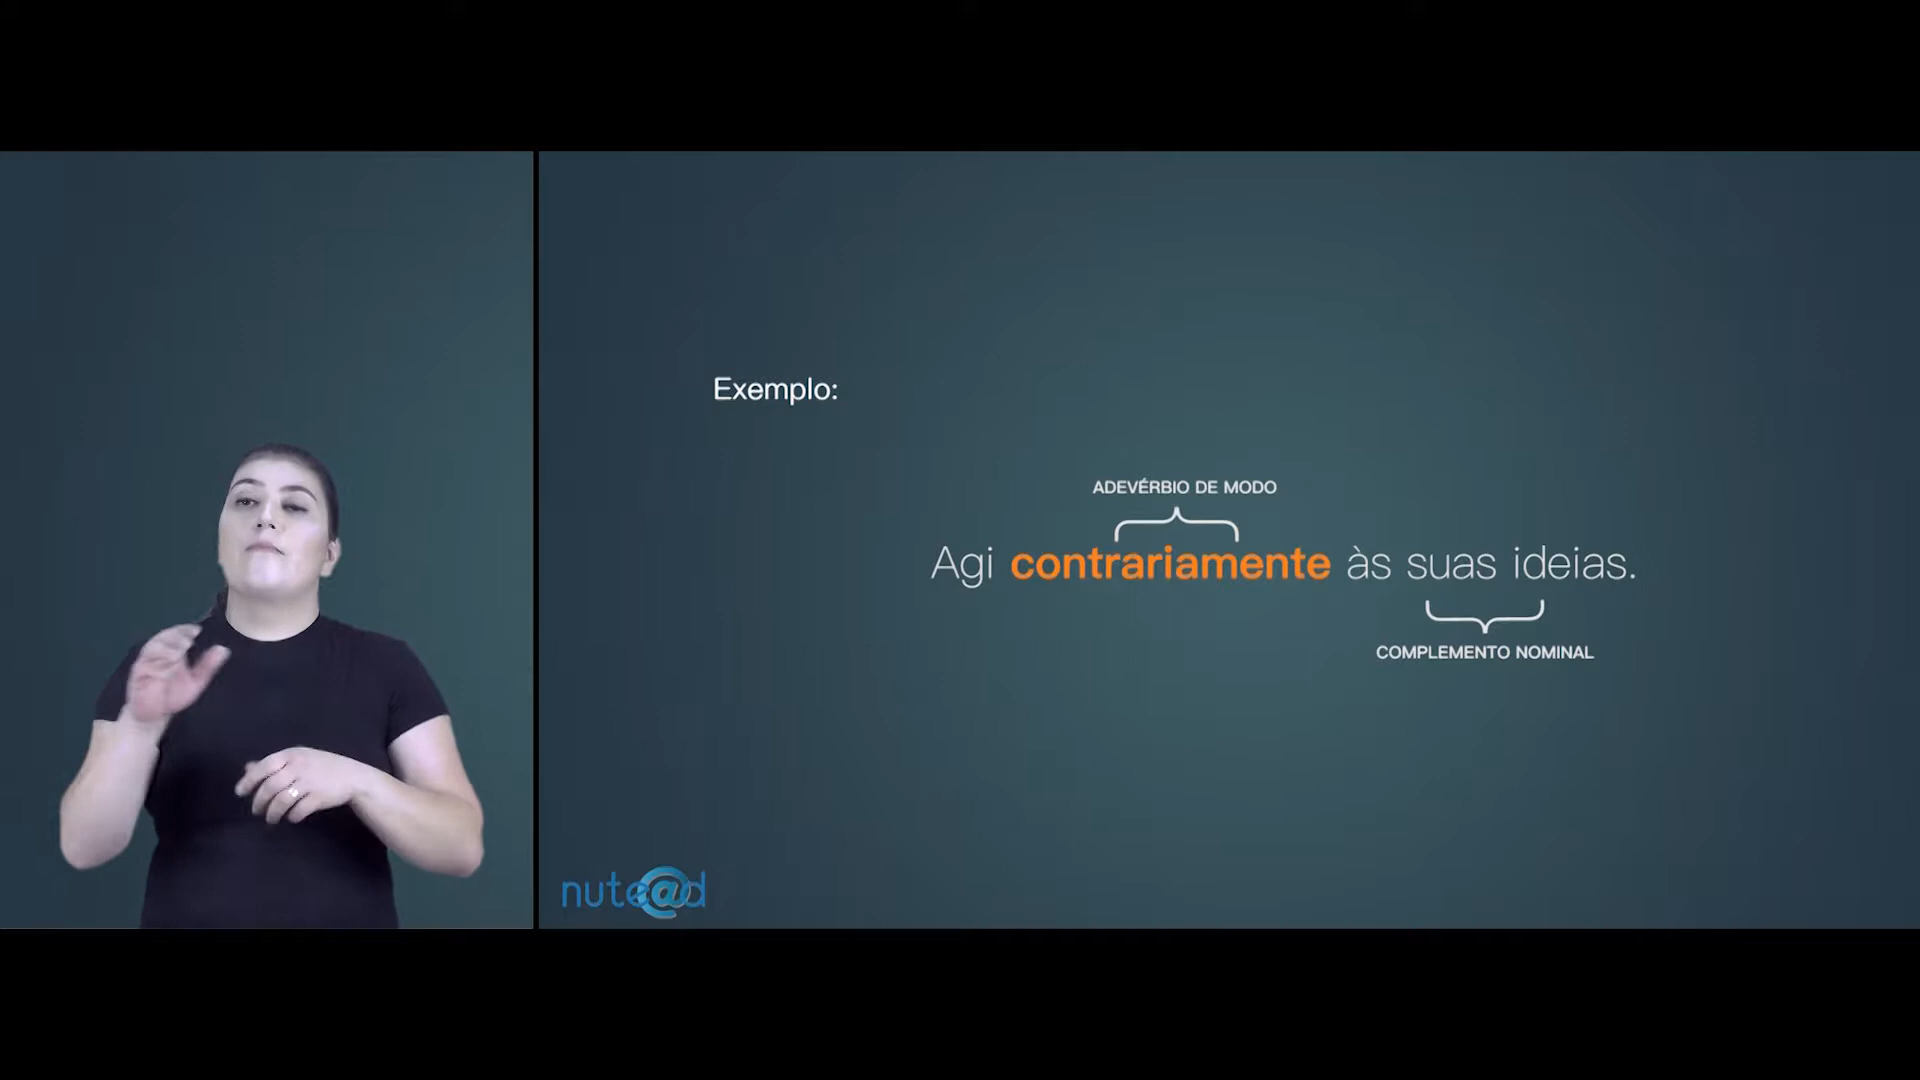 Exemplo:
ADEVÉRBIO DE MODO
Agi contrariamente às suas ideias.
COMPLEMENTO NOMINAL
nute@d